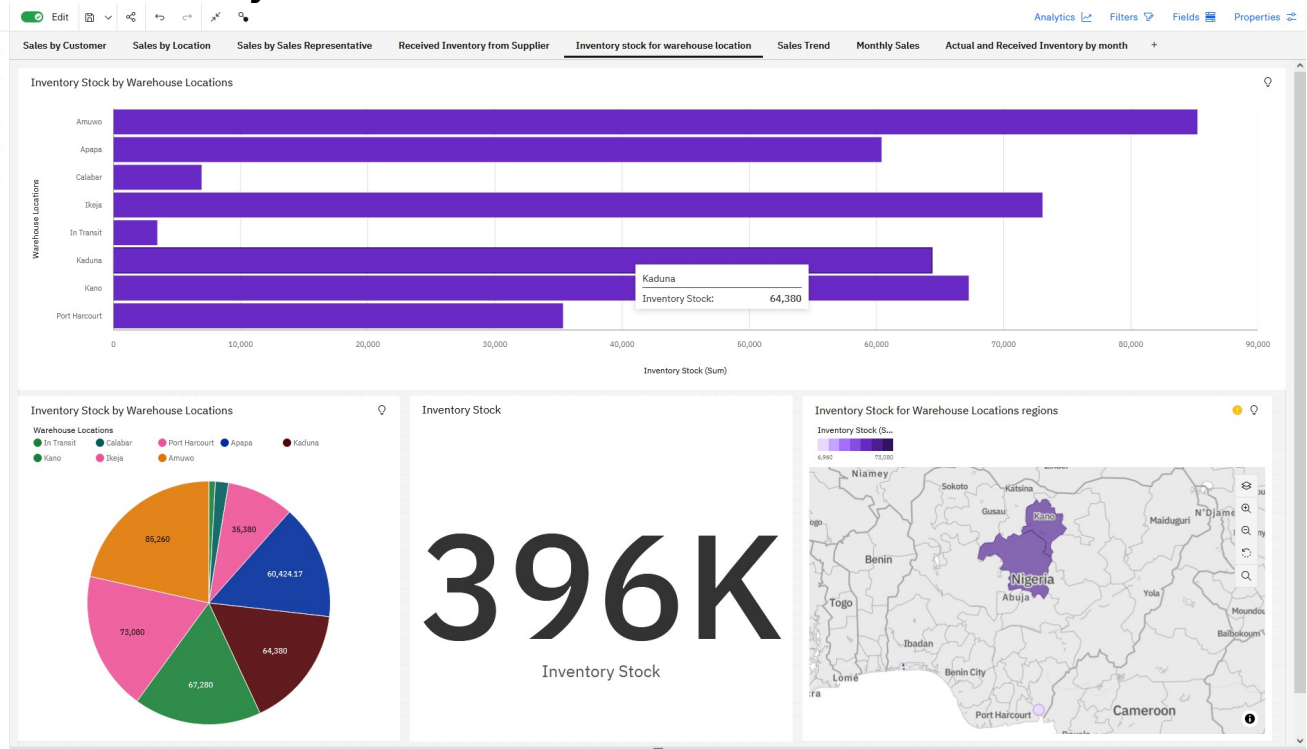 Edit
Analytics Filters Fields Properties
Sales by Customer Sales by Location Sales by Sales Representative Received Inventory from Supplier Inventory stock for warehouse location Sales Trend Monthly Sales Actual and Received Inventory by month +
Inventory Stock by Warehouse Locations
Warehouse Locations
Amuwo
Apapa
Calabar
Ikeja
In Transit
Kaduna
Kano
Port Harcourt
Kaduna
Inventory Stock: 64,380
0 10,000 20,000 30,000 40,000 50,000 60,000 70,000 80,000 90,000
Inventory Stock (Sum)
Inventory Stock by Warehouse Locations
Warehouse Locations
In Transit Calabar Port Harcourt Apapa Kaduna
Kano Ikeja Amuwo
35,380
85,260
60,424.17
73,080
64,380
67,280
Inventory Stock
396K
Inventory Stock
Inventory Stock for Warehouse Locations regions
Inventory Stock (S...
6,960 73,080
Niamey
Sokoto
Katsina
Gusau
Kano
Maiduguri
N'Djame
Benin
Nigeria
Abuja
Togo
Yola
Moundou
Ibadan
Baïbokoum
Lomé
Benin City
Port Harcourt
Cameroon